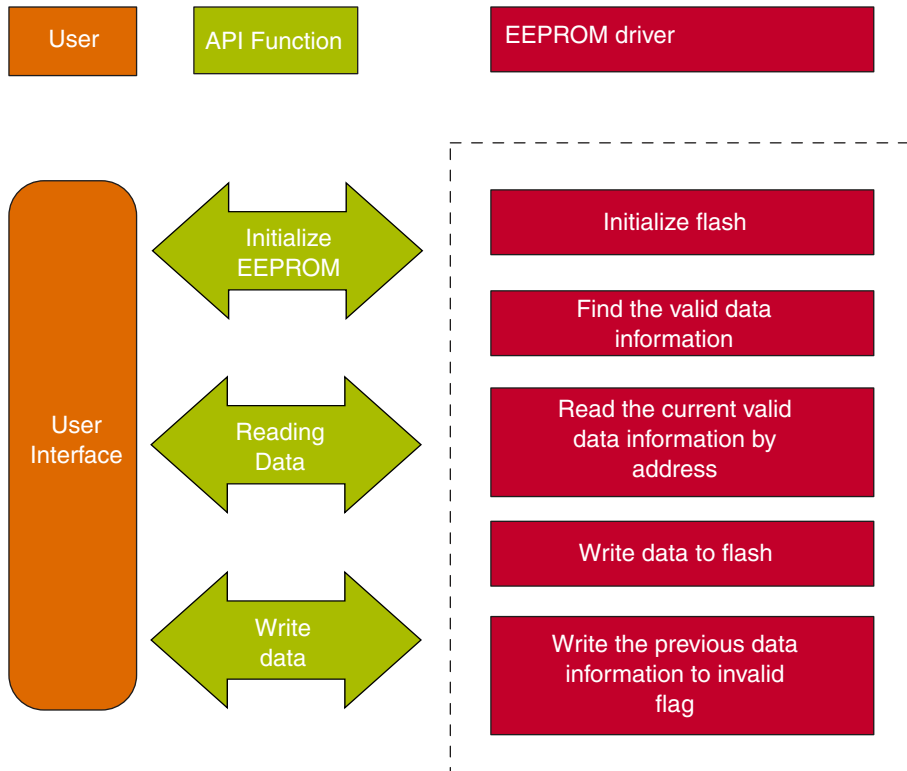 User
API Function
EEPROM driver
User
Interface
Initialize
EEPROM
Reading
Data
Write
data
Initialize flash
Find the valid data
information
Read the current valid
data information by
address
Write data to flash
Write the previous data
information to invalid
flag